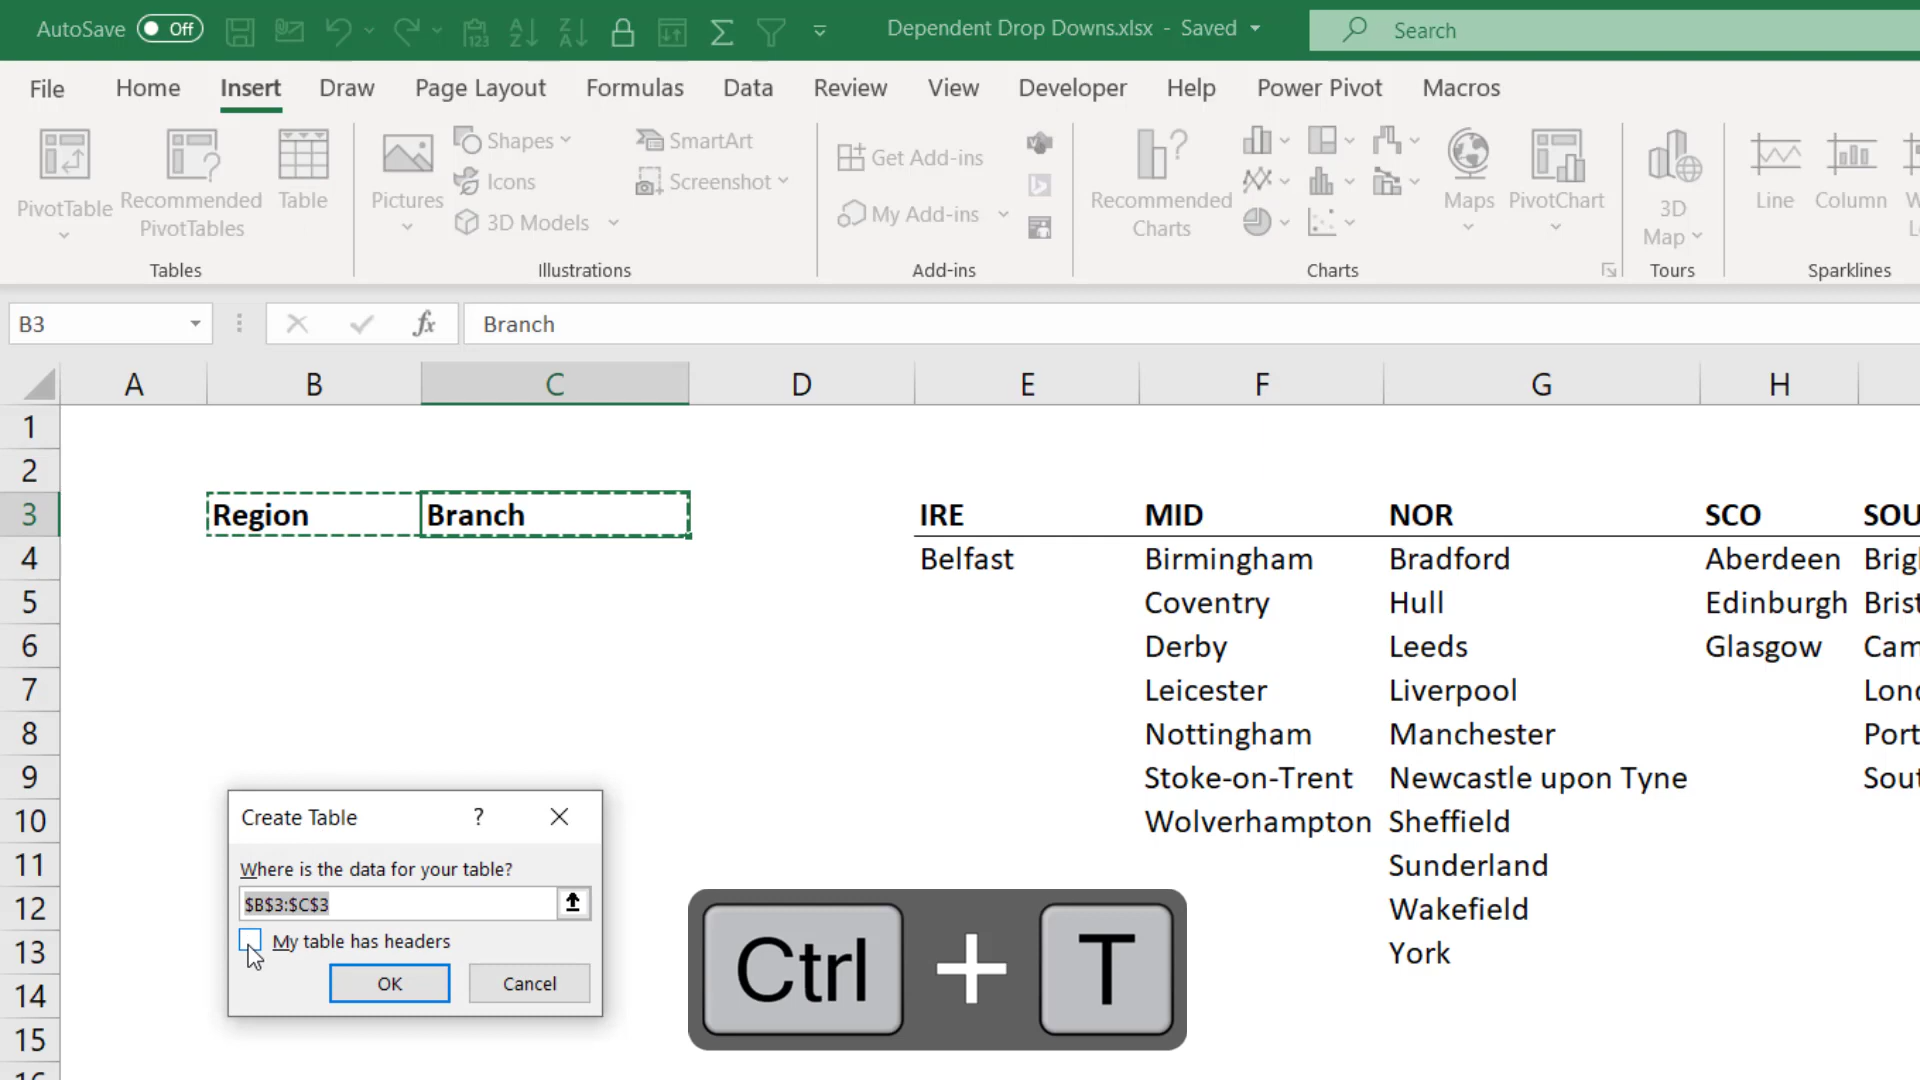 AutoSave Off Dependent Drop Downs.xlsx - Saved Search
File Home Insert Draw Page Layout Formulas Data Review View Developer Help Power Pivot Macros
PivotTable
Recommended
PivotTables
Table
Tables
Pictures
Shapes
Icons
3D Models
SmartArt
Screenshot
Illustrations
Get Add-ins
My Add-ins
Add-ins
Recommended
Charts
Maps
PivotChart
Charts
3D
Map
Tours
Line
Column
Sparklines
B3 fx Branch
A B C D E F G H
1
2
3 Region Branch IRE MID NOR SCO SOU
4 Belfast Birmingham Bradford Aberdeen Brigh
5 Coventry Hull Edinburgh Brist
6 Derby Leeds Glasgow Cam
7 Leicester Liverpool Lond
8 Nottingham Manchester Port
9 Stoke-on-Trent Newcastle upon Tyne Sout
10 Wolverhampton Sheffield
11 Sunderland
12 Wakefield
13 York
14
15
16
Create Table ?
Where is the data for your table?
$B$3:$C$3
My table has headers
OK Cancel
Ctrl + T